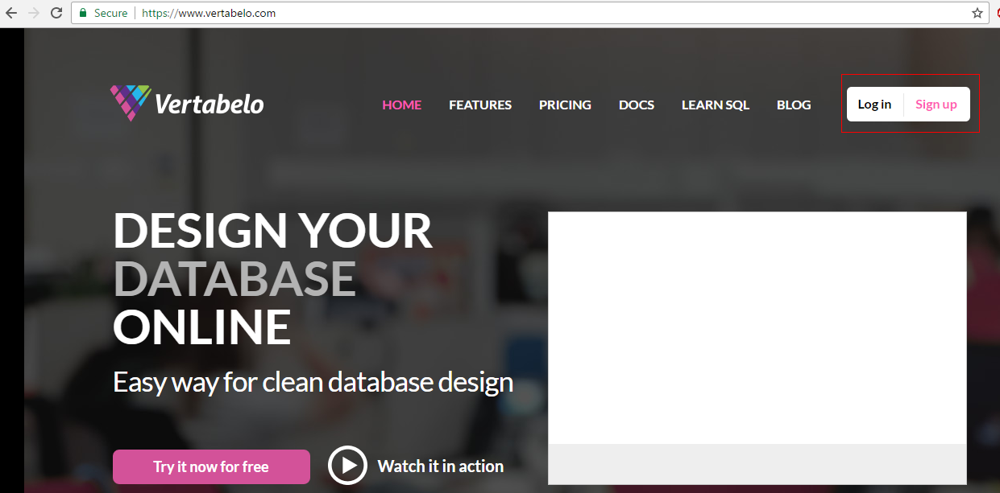 Secure https://www.vertabelo.com
Vertabelo HOME FEATURES PRICING DOCS LEARN SQL BLOG Log in Sign up
DESIGN YOUR
DATABASE
ONLINE
Easy way for clean database design
Try it now for free Watch it in action